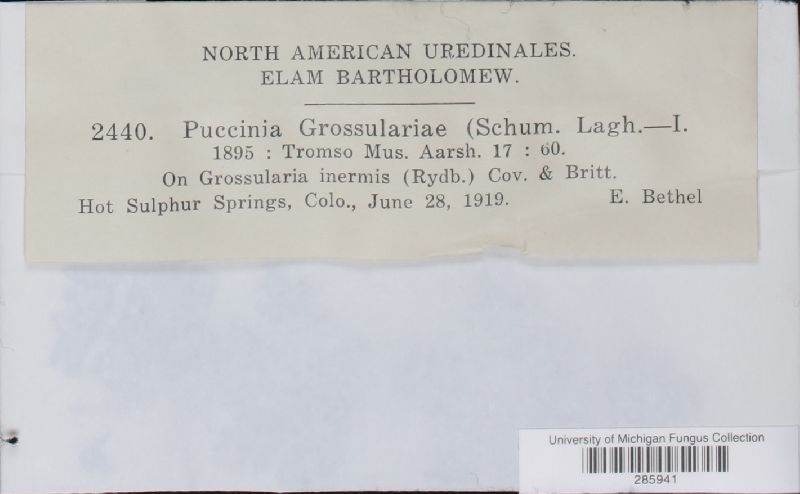 NORTH AMERICAN UREDINALES.
ELAM BARTHOLOMEW.
2440. Puccinia Grossulariae (Schum. Lagh.—I.
1895 : Tromso Mus. Aarsh. 17 : 60.
On Grossularia inermis (Rydb.) Cov. & Britt.
Hot Sulphur Springs, Colo., June 28, 1919. E. Bethel
University of Michigan Fungus Collection
285941